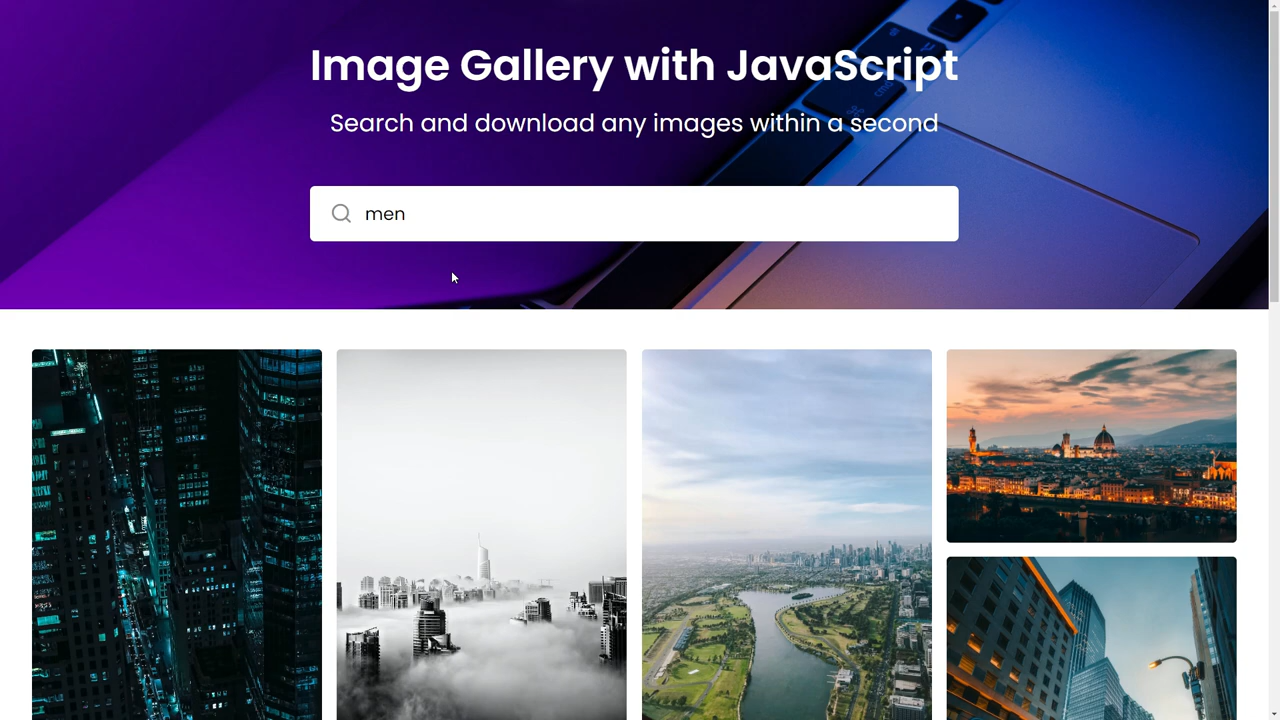 Image Gallery with JavaScript
Search and download any images within a second
men